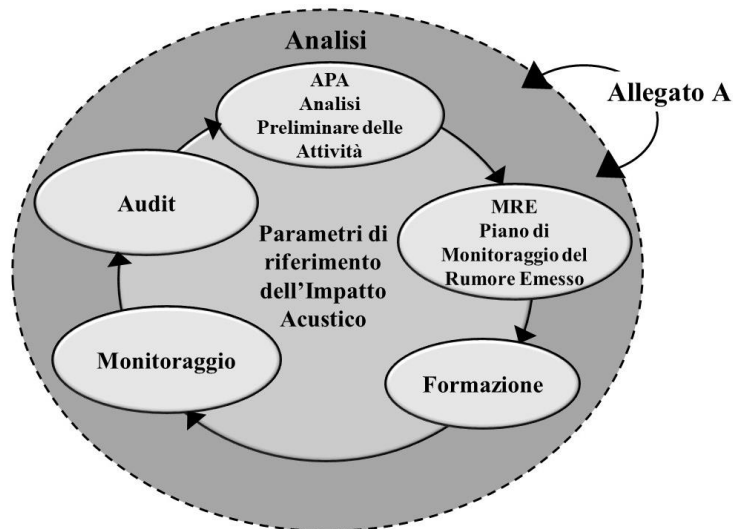 Analisi
APA
Analisi
Preliminare delle
Attività
Allegato A
Audit
MRE
Piano di
Monitoraggio del
Rumore Emesso
Parametri di
riferimento
dell'Impatto
Acustico
Monitoraggio
Formazione